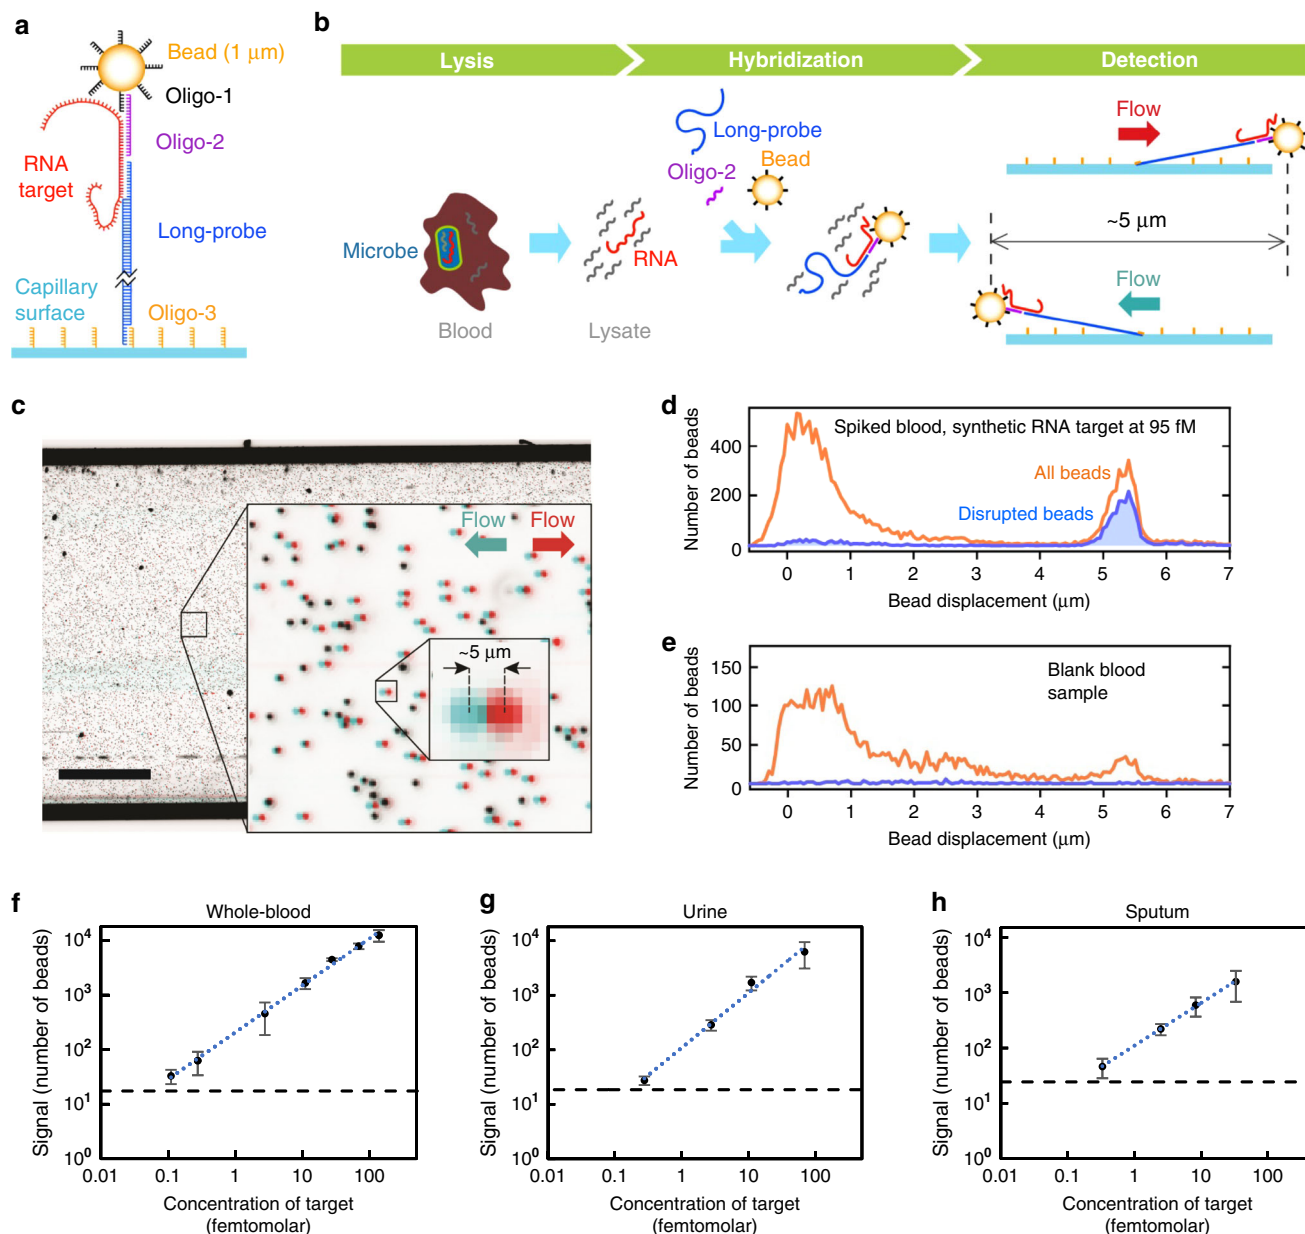 a
Bead (1 μm)
Oligo-1
Oligo-2
RNA
target
Long-probe
Capillary
surface
Oligo-3
b
Lysis
Hybridization
Detection
Long-probe
Oligo-2
Bead
Microbe
RNA
Blood
Lysate
Flow
~5 μm
Flow
c
Flow
Flow
~5 μm
d
Number of beads
400
200
0
Spiked blood, synthetic RNA target at 95 fM
All beads
Disrupted beads
0 1 2 3 4 5 6 7
Bead displacement (μm)
e
Number of beads
150
100
50
0
Blank blood
sample
0 1 2 3 4 5 6 7
Bead displacement (μm)
f
Whole-blood
Signal (number of beads)
10⁴
10³
10²
10¹
10⁰
0.01 0.1 1 10 100
Concentration of target
(femtomolar)
g
Urine
Signal (number of beads)
10⁴
10³
10²
10¹
10⁰
0.01 0.1 1 10 100
Concentration of target
(femtomolar)
h
Sputum
Signal (number of beads)
10⁴
10³
10²
10¹
10⁰
0.01 0.1 1 10 100
Concentration of target
(femtomolar)